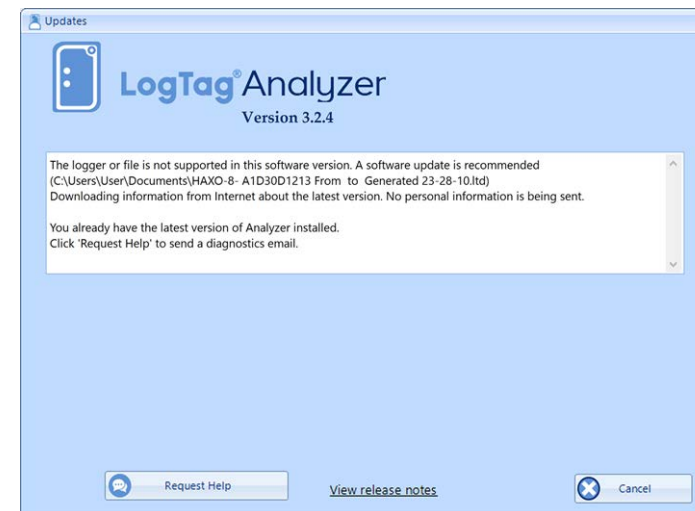 Updates
LogTag® Analyzer
Version 3.2.4
The logger or file is not supported in this software version. A software update is recommended
(C:\Users\User\Documents\HAXO-8- A1D30D1213 From  to  Generated 23-28-10.ltd)
Downloading information from Internet about the latest version. No personal information is being sent.
You already have the latest version of Analyzer installed.
Click 'Request Help' to send a diagnostics email.
Request Help
View release notes
Cancel